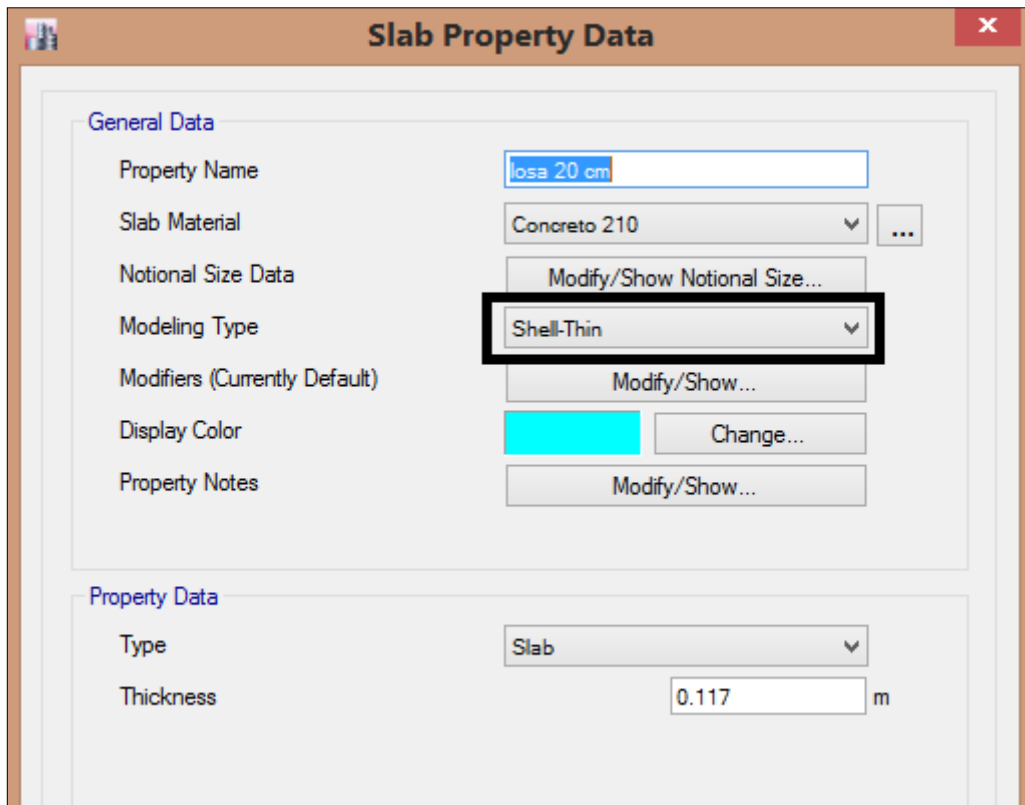 Slab Property Data
General Data
Property Name losa 20 cm
Slab Material Concreto 210 ...
Notional Size Data Modify/Show Notional Size...
Modeling Type Shell-Thin
Modifiers (Currently Default) Modify/Show...
Display Color Change...
Property Notes Modify/Show...
Property Data
Type Slab
Thickness 0.117 m